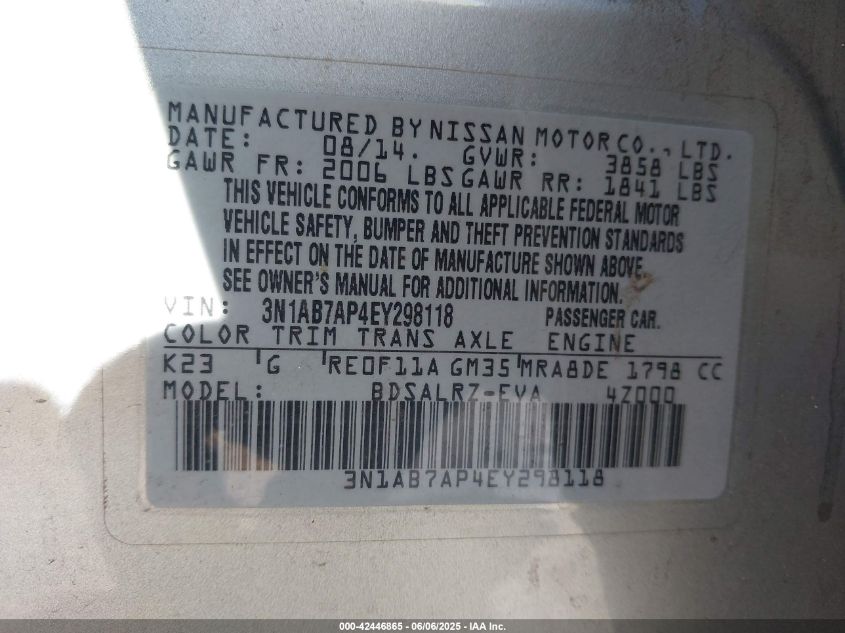 MANUFACTURED BY NISSAN MOTOR CO., LTD.
DATE: 08/14. GVWR: 3858 LBS
GAWR FR: 2006 LBS GAWR RR: 1841 LBS
THIS VEHICLE CONFORMS TO ALL APPLICABLE FEDERAL MOTOR
VEHICLE SAFETY, BUMPER AND THEFT PREVENTION STANDARDS
IN EFFECT ON THE DATE OF MANUFACTURE SHOWN ABOVE.
SEE OWNER'S MANUAL FOR ADDITIONAL INFORMATION.
VIN: 3N1AB7AP4EY298118 PASSENGER CAR.
COLOR TRIM TRANS AXLE ENGINE
K23 G RE0F11A GM35 MRA8DE 1798 CC
MODEL: BDSALRZ-EVA 4Z000
3N1AB7AP4EY298118
000-42446865 - 06/06/2025 - IAA Inc.